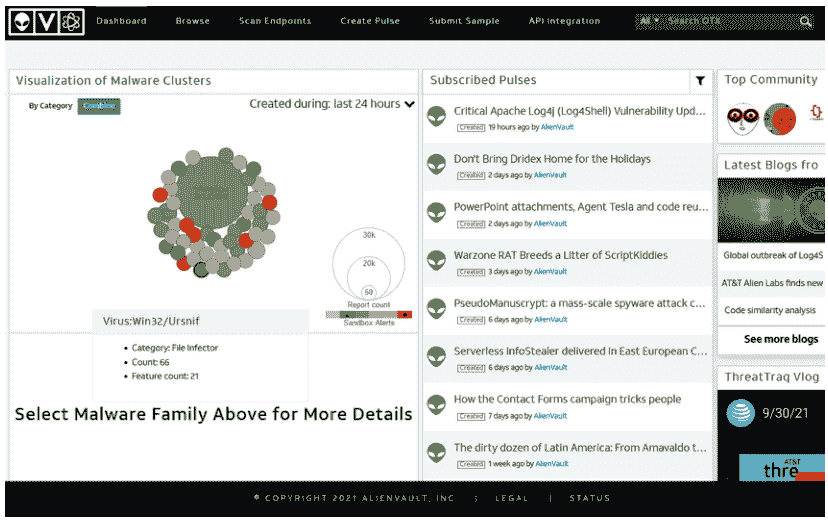 Dashboard
Browse
Scan Endpoints
Create Pulse
Submit Sample
API Integration
All
Search OTX
Visualization of Malware Clusters
By Category
Combine
Created during: last 24 hours
30k
20k
50
Report count
Sandbox Alerts
Virus:Win32/Ursnif
Category: File Infector
Count: 66
Feature count: 21
Select Malware Family Above for More Details
Subscribed Pulses
Critical Apache Log4j (Log4Shell) Vulnerability Upd...
Created 19 hours ago by AlienVault
Don't Bring Dridex Home for the Holidays
Created 2 days ago by AlienVault
PowerPoint attachments, Agent Tesla and code reu...
Created 2 days ago by AlienVault
Warzone RAT Breeds a Litter of ScriptKiddies
Created 3 days ago by AlienVault
PseudoManuscrypt: a mass-scale spyware attack c...
Created 6 days ago by AlienVault
Serverless InfoStealer delivered in East European C...
Created 6 days ago by AlienVault
How the Contact Forms campaign tricks people
Created 7 days ago by AlienVault
The dirty dozen of Latin America: From Amavaldo t...
Created 1 week ago by AlienVault
Top Community
Latest Blogs fro
Global outbreak of Log4S
AT&T Alien Labs finds new
Code similarity analysis
See more blogs
ThreatTraq Vlog
9/30/21
AT&T
thre
© COPYRIGHT 2021 ALIENVAULT, INC. | LEGAL | STATUS